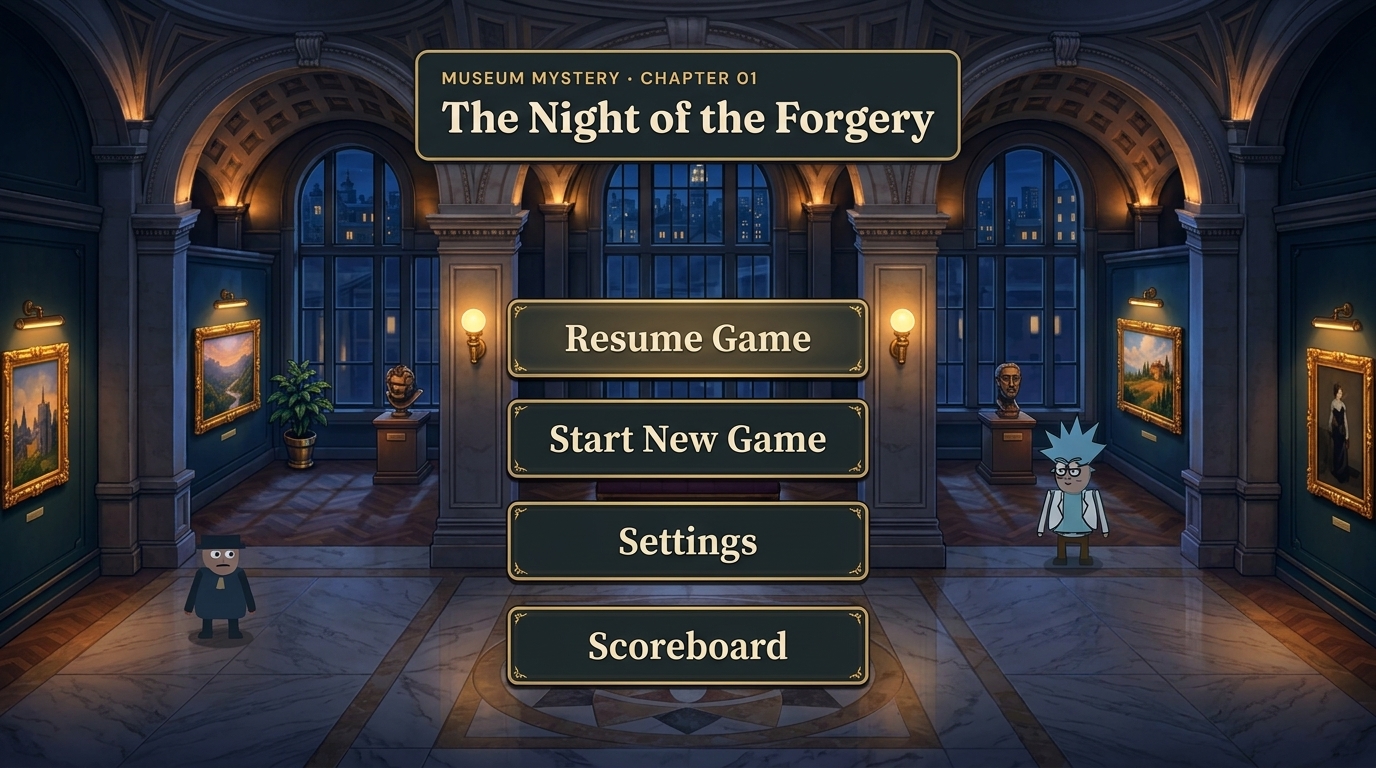 MUSEUM MYSTERY • CHAPTER 01
The Night of the Forgery
Resume Game
Start New Game
Settings
Scoreboard